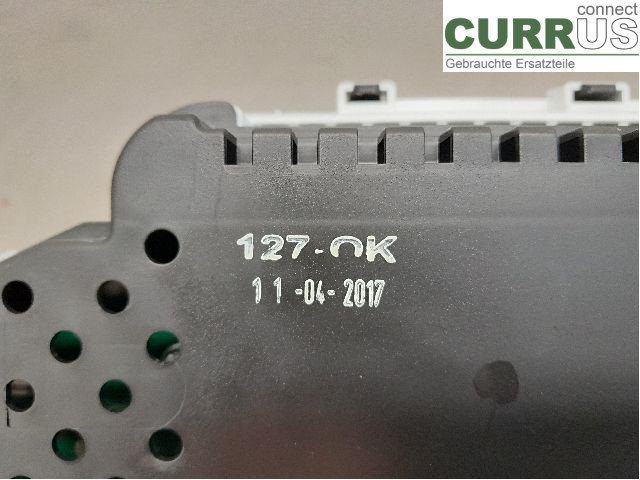 connect
CURRUS
Gebrauchte Ersatzteile
127-OK
11-04-2017